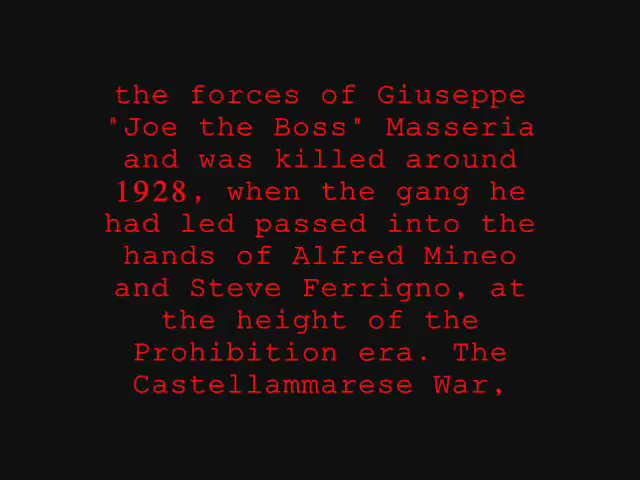 the forces of Giuseppe
"Joe the Boss" Masseria
and was killed around
1928, when the gang he
had led passed into the
hands of Alfred Mineo
and Steve Ferrigno, at
the height of the
Prohibition era. The
Castellammarese War,